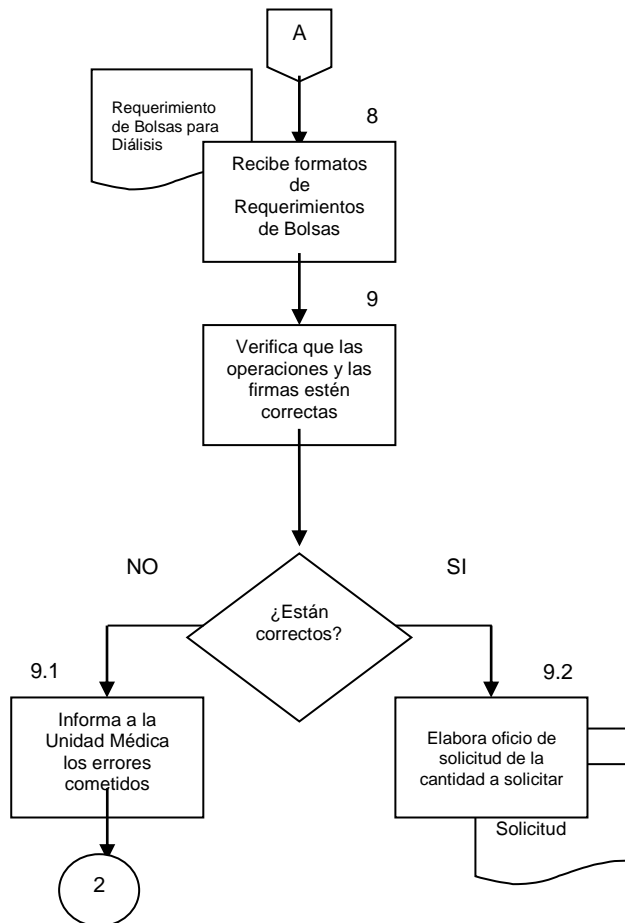 A
Requerimiento
de Bolsas para
Diálisis
8
Recibe formatos
de
Requerimientos
de Bolsas
9
Verifica que las
operaciones y las
firmas estén
correctas
NO
SI
¿Están
correctos?
9.1
9.2
Informa a la
Unidad Médica
los errores
cometidos
Elabora oficio de
solicitud de la
cantidad a solicitar
Solicitud
2